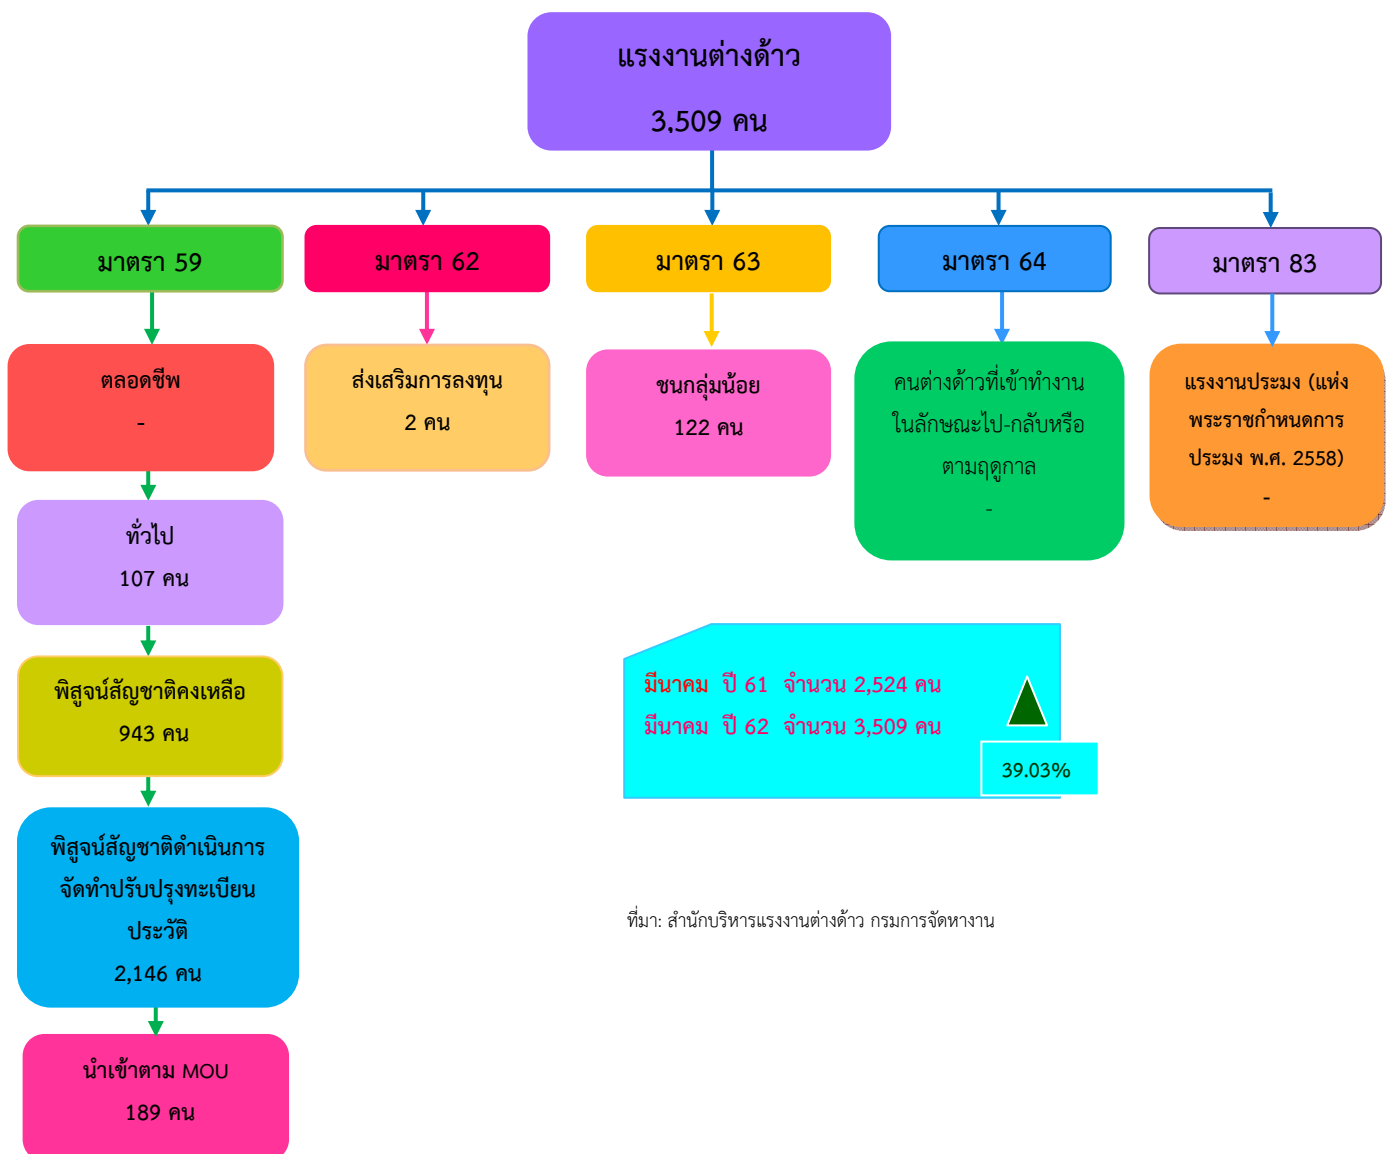 แรงงานต่างด้าว
3,509 คน
มาตรา 59
มาตรา 62
มาตรา 63
มาตรา 64
มาตรา 83
ตลอดชีพ
-
ส่งเสริมการลงทุน
2 คน
ชนกลุ่มน้อย
122 คน
คนต่างด้าวที่เข้าทำงาน
ในลักษณะไป-กลับหรือ
ตามฤดูกาล
-
แรงงานประมง (แห่ง
พระราชกำหนดการ
ประมง พ.ศ. 2558)
-
ทั่วไป
107 คน
พิสูจน์สัญชาติคงเหลือ
943 คน
พิสูจน์สัญชาติดำเนินการ
จัดทำปรับปรุงทะเบียน
ประวัติ
2,146 คน
นำเข้าตาม MOU
189 คน
มีนาคม ปี 61 จำนวน 2,524 คน
มีนาคม ปี 62 จำนวน 3,509 คน
39.03%
ที่มา: สำนักบริหารแรงงานต่างด้าว กรมการจัดหางาน